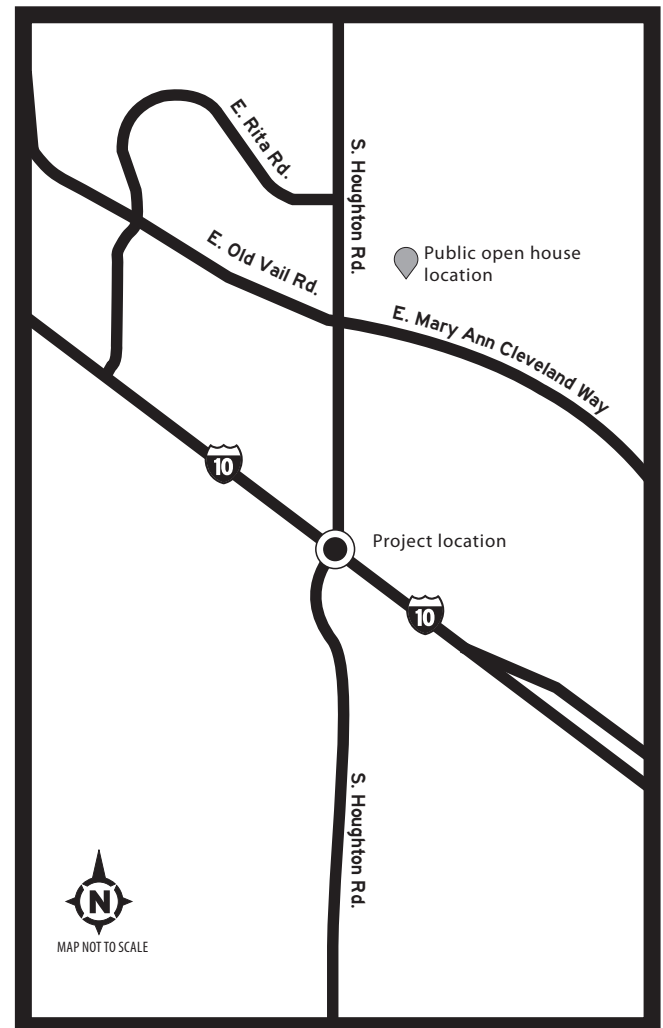 E. Rita Rd.
S. Houghton Rd.
E. Old Vail Rd.
Public open house
location
E. Mary Ann Cleveland Way
10
Project location
10
S. Houghton Rd.
N
MAP NOT TO SCALE